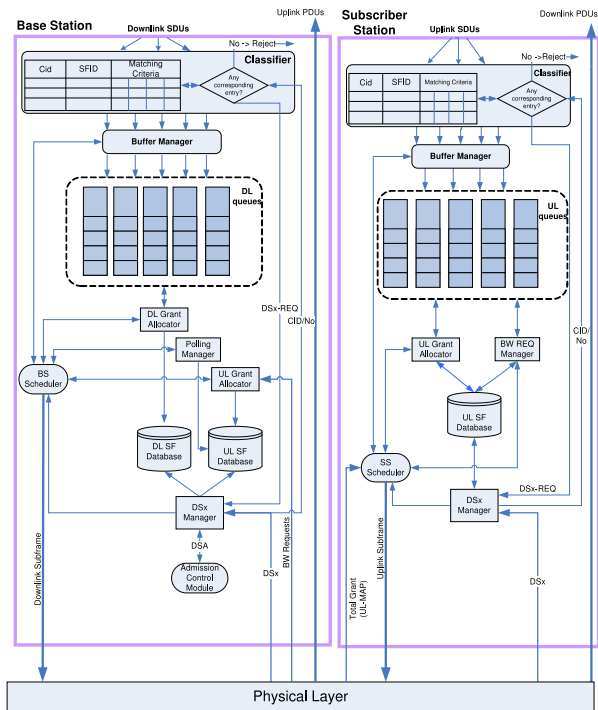 Base Station
Downlink SDUs
Uplink PDUs
No -> Reject
Classifier
Cid
SFID
Matching
Criteria
Any
corresponding
entry?
Buffer Manager
DL
queues
DSx-REQ
CID/No
DL Grant
Allocator
Polling
Manager
BS
Scheduler
UL Grant
Allocator
DL SF
Database
UL SF
Database
DSx
Manager
DSA
Admission
Control
Module
Downlink Subframe
DSx
BW Requests
Subscriber
Station
Uplink SDUs
Downlink PDUs
No ->Reject
Classifier
Cid
SFID
Matching Criteria
Any
corresponding
entry?
Buffer Manager
UL
queues
CID/
No
UL Grant
Allocator
BW REQ
Manager
UL SF
Database
SS
Scheduler
DSx-REQ
DSx
Manager
Total Grant
(UL-MAP)
Uplink Subframe
DSx
Physical Layer